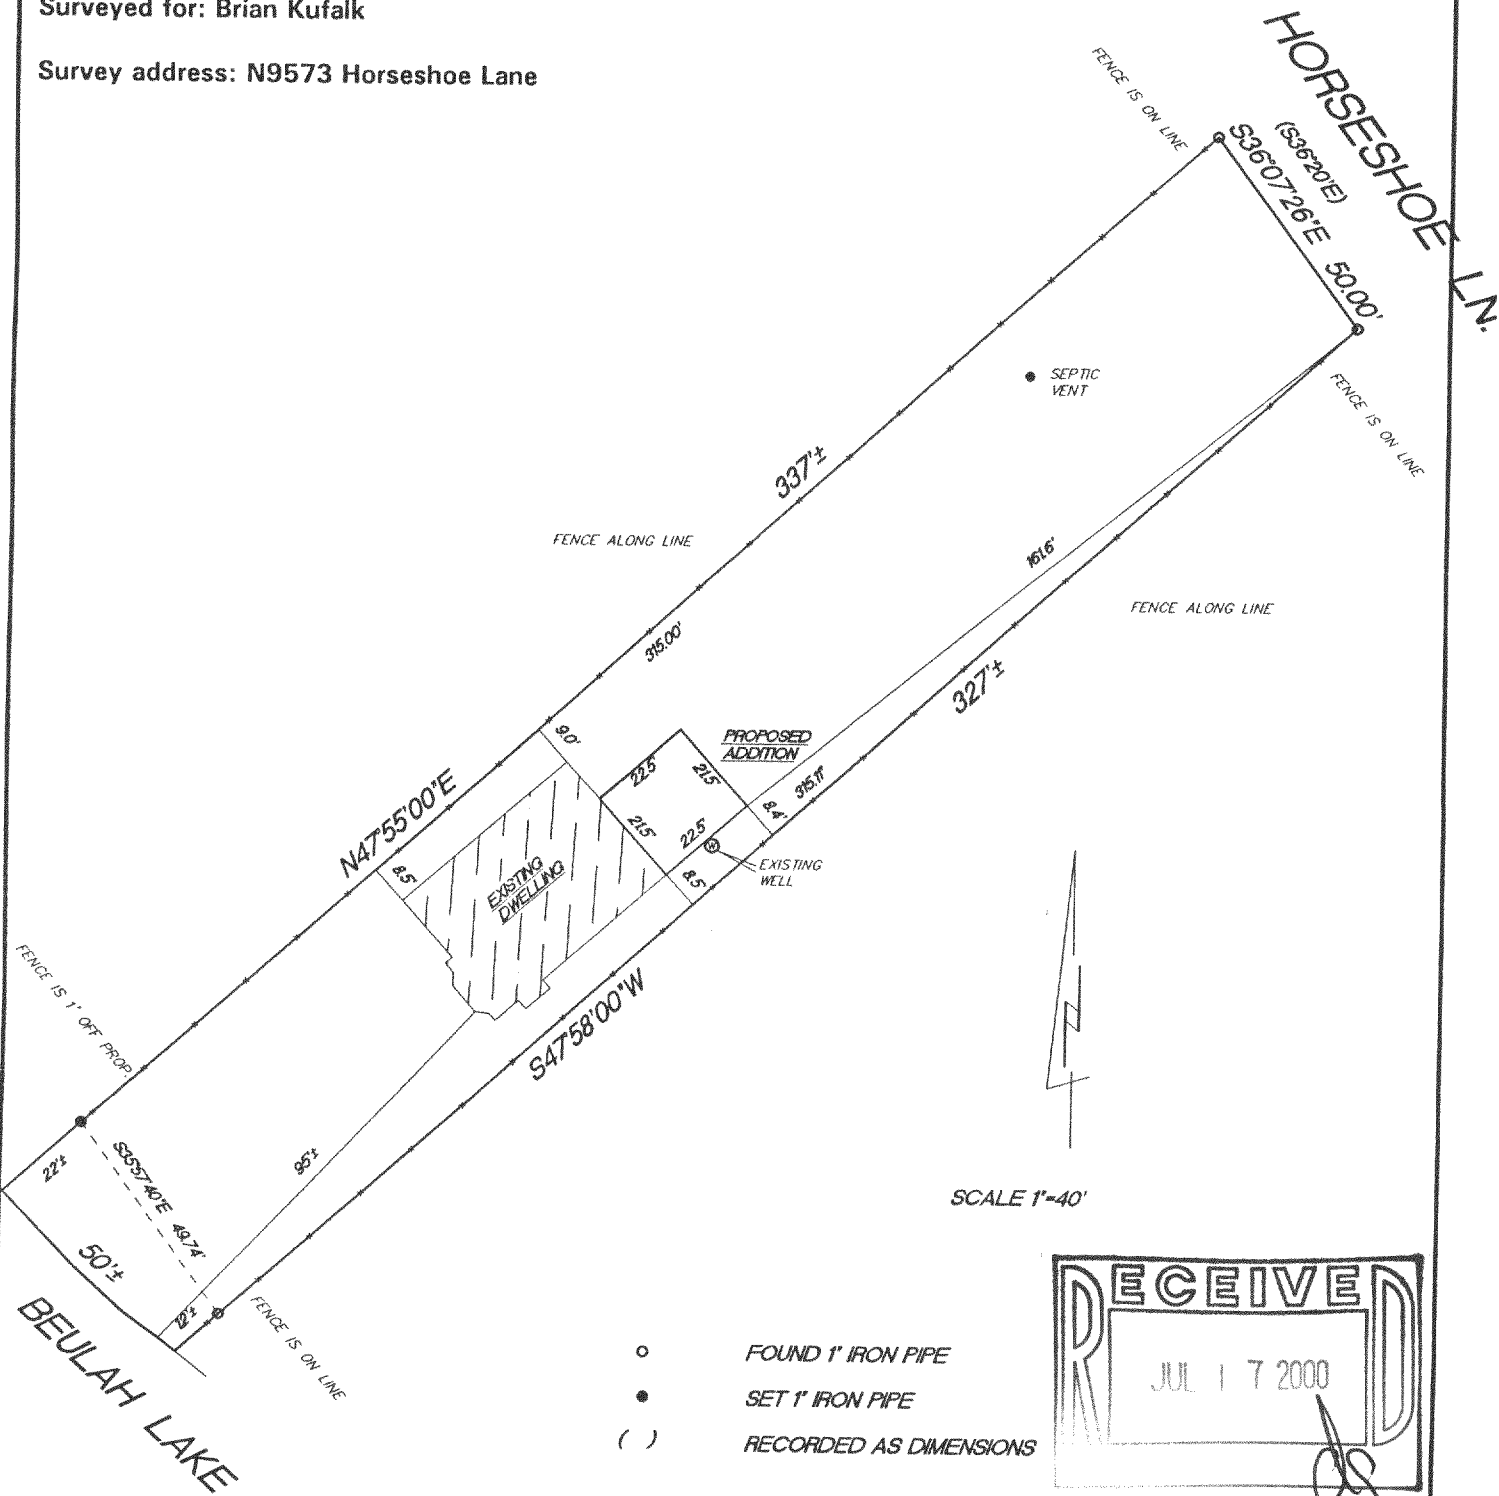 Surveyed for: Brian Kufalk
Survey address: N9573 Horseshoe Lane
HORSESHOE LN.
FENCE IS ON LINE
(S36°20'E)
S36°07'26"E 50.00'
SEPTIC
VENT
FENCE IS ON LINE
337'±
FENCE ALONG LINE
161.6'
FENCE ALONG LINE
315.00'
327'±
9.0'
PROPOSED
ADDITION
22.5'
21.5'
315.11'
8.4'
N47°55'00"E
21.5'
22.5'
8.5'
EXISTING
DWELLING
EXISTING
WELL
8.5'
S47°58'00"W
FENCE IS 1" OFF PROP.
22'±
S35°57'40"E 49.74'
95'±
50'±
12'±
FENCE IS ON LINE
BEULAH LAKE
SCALE 1"=40'
FOUND 1" IRON PIPE
SET 1" IRON PIPE
( ) RECORDED AS DIMENSIONS
RECEIVED
JUL 17 2000